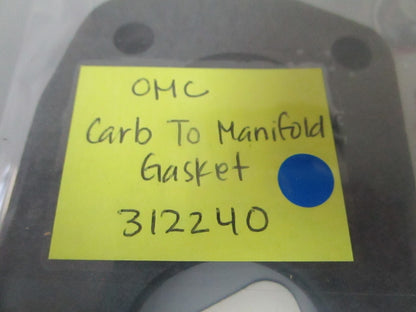 OMC
Carb To Manifold
Gasket
312240